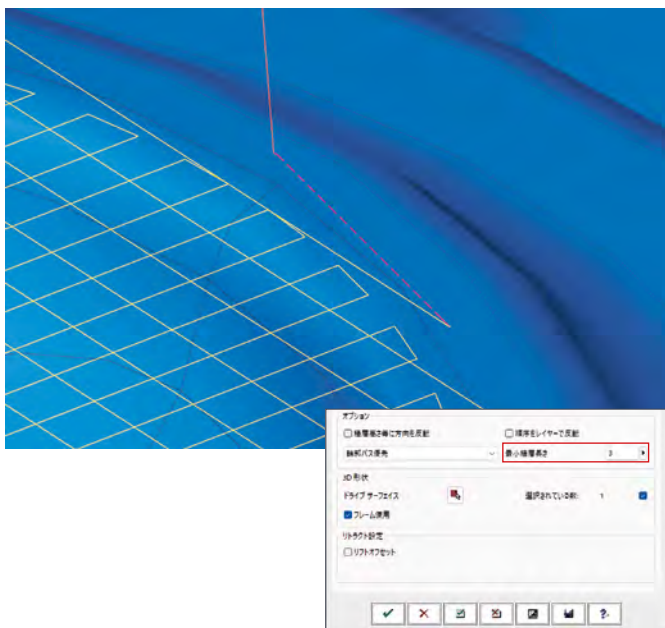 オプション
積層高さ毎に方向を反転 順序をレイヤーで反転
輪郭パス優先 最小積層長さ 3
3D 形状
ドライブ サーフェイス 選択されている数: 1
フレーム使用
リトラクト設定
リフトオフセット
?